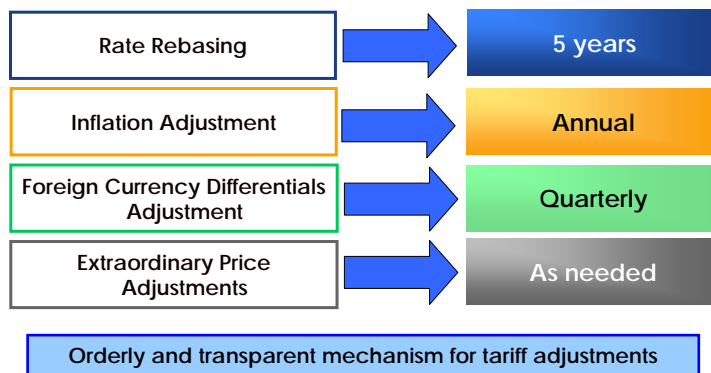 Rate Rebasing
5 years
Inflation Adjustment
Annual
Foreign Currency Differentials
Adjustment
Quarterly
Extraordinary Price
Adjustments
As needed
Orderly and transparent mechanism for tariff adjustments